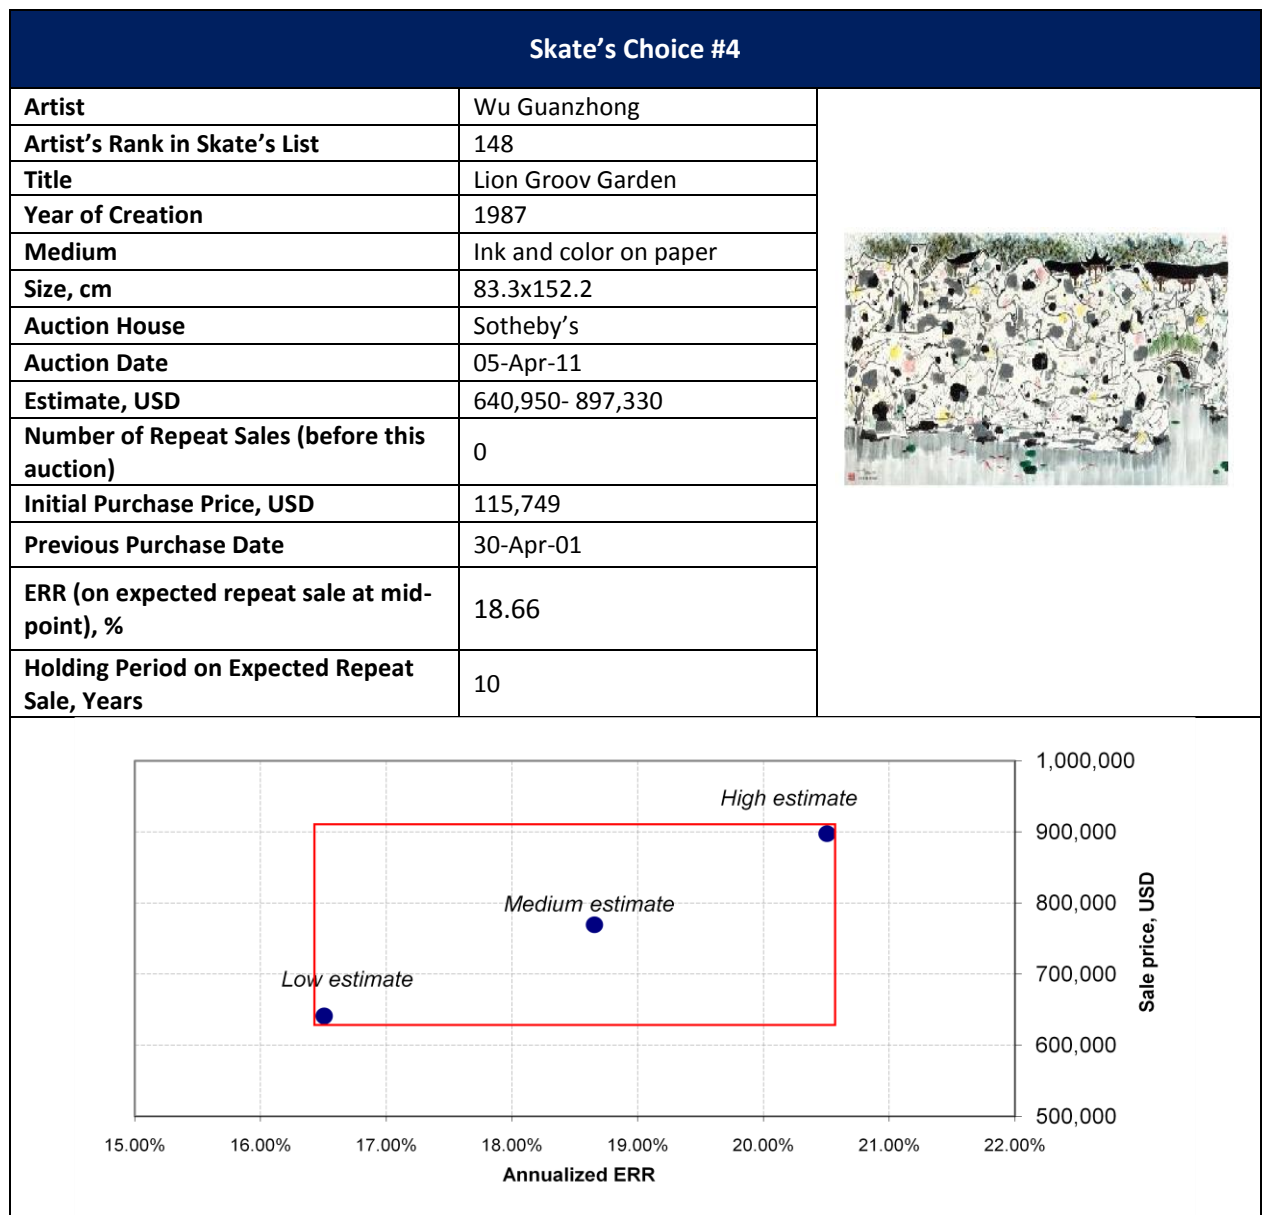 Skate’s Choice #4
Artist
Wu Guanzhong
Artist’s Rank in Skate’s List
148
Title
Lion Groov Garden
Year of Creation
1987
Medium
Ink and color on paper
Size, cm
83.3x152.2
Auction House
Sotheby’s
Auction Date
05-Apr-11
Estimate, USD
640,950- 897,330
Number of Repeat Sales (before this
auction)
0
Initial Purchase Price, USD
115,749
Previous Purchase Date
30-Apr-01
ERR (on expected repeat sale at mid-
point), %
18.66
Holding Period on Expected Repeat
Sale, Years
10
1,000,000
High estimate
900,000
Medium estimate
800,000
Low estimate
700,000
600,000
500,000
Sale price, USD
15.00% 16.00% 17.00% 18.00% 19.00% 20.00% 21.00% 22.00%
Annualized ERR